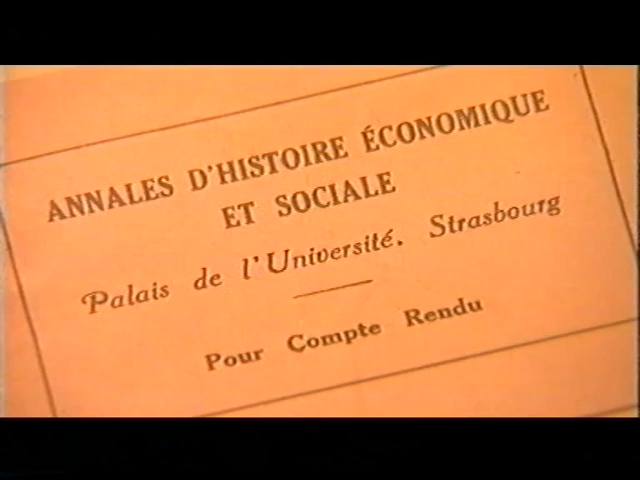 ANNALES D'HISTOIRE ÉCONOMIQUE
ET SOCIALE
Palais de l'Université. Strasbourg
Pour Compte Rendu